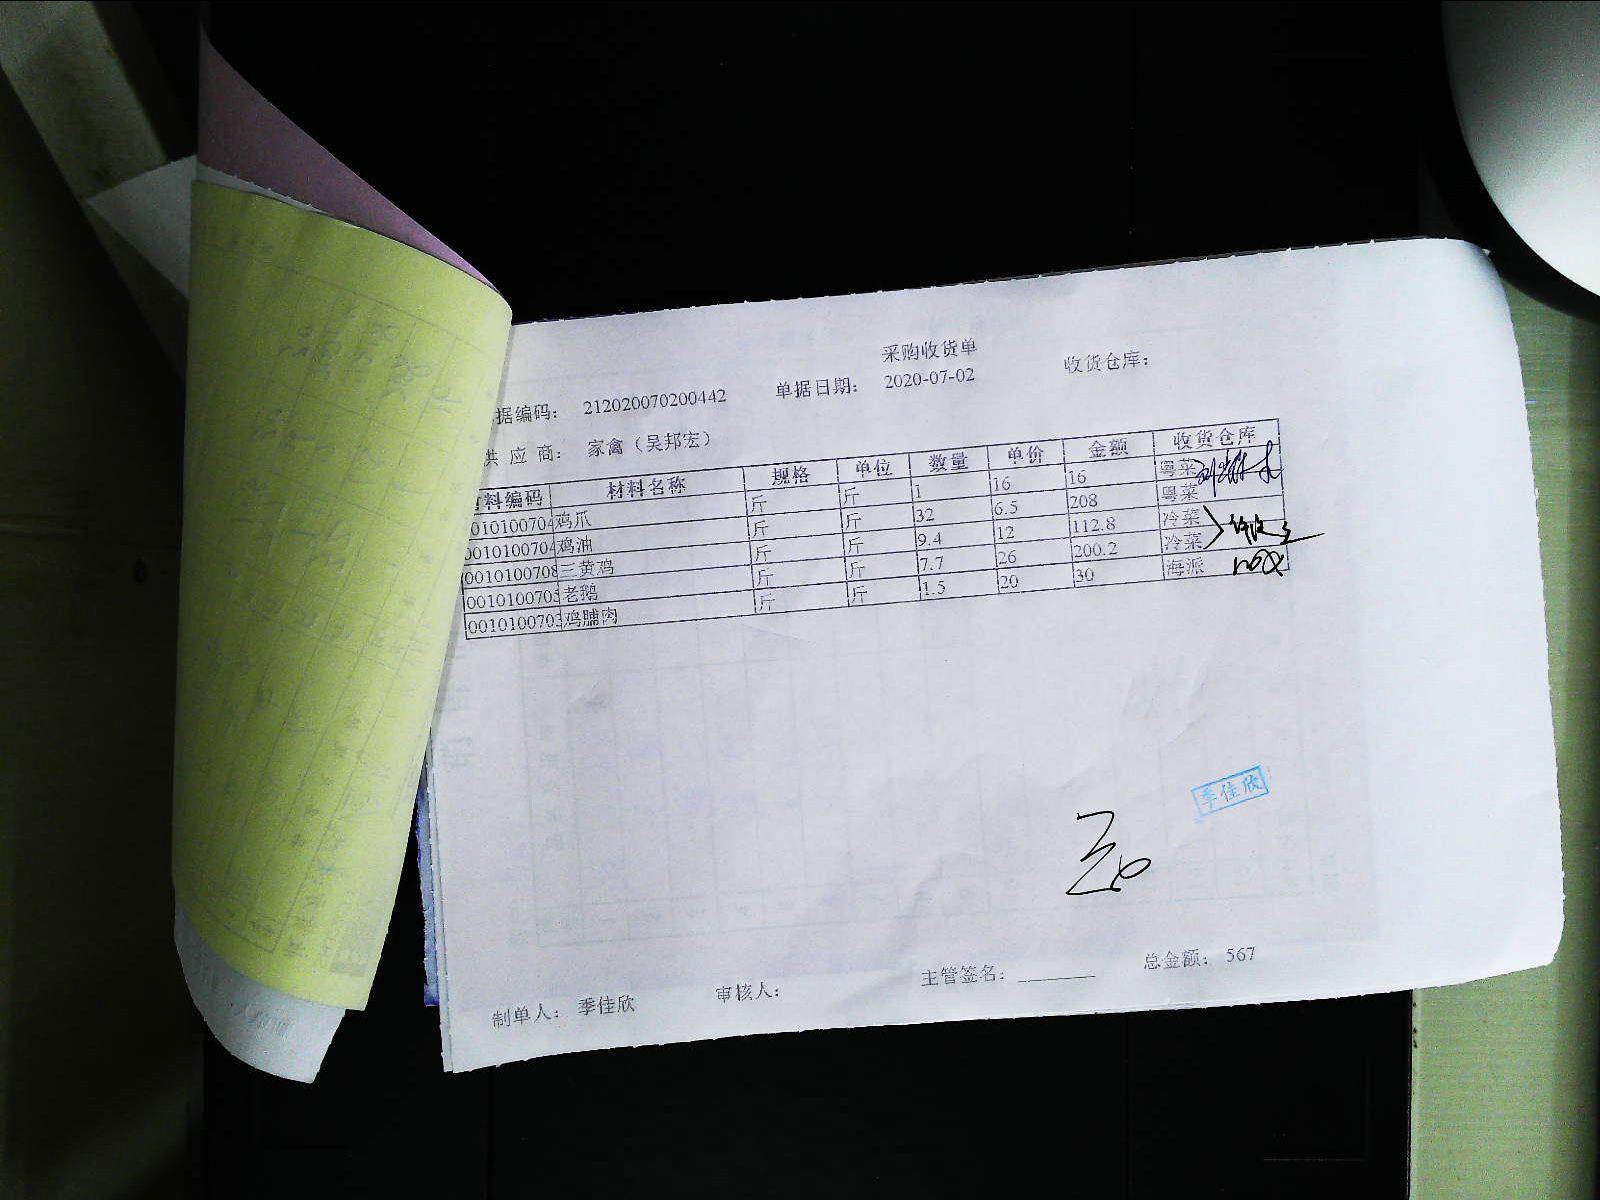 采购收货单
据编码: 212020070200442 单据日期: 2020-07-02 收货仓库:
供应商: 家禽（吴邦宏）
料编码 材料名称 规格 单位 数量 单价 金额 收货仓库
001010070 鸡爪 斤 斤 1 16 16 粤菜
001010070 鸡油 斤 斤 32 6.5 208 粤菜
0010100708 三黄鸡 斤 斤 9.4 12 112.8 冷菜
001010070 老鹅 斤 斤 7.7 26 200.2 冷菜
001010070 鸡脯肉 斤 斤 1.5 20 30 海派
季佳欣
制单人: 季佳欣 审核人: 主管签名: 总金额: 567